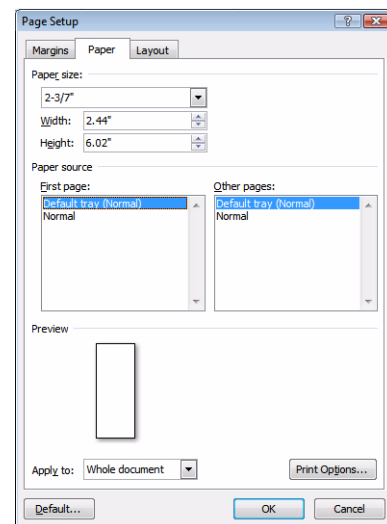 Page Setup
Margins Paper Layout
Paper size:
2-3/7"
Width: 2.44"
Height: 6.02"
Paper source
First page: Other pages:
Default tray (Normal) Default tray (Normal)
Normal Normal
Preview
Apply to: Whole document Print Options...
Default... OK Cancel